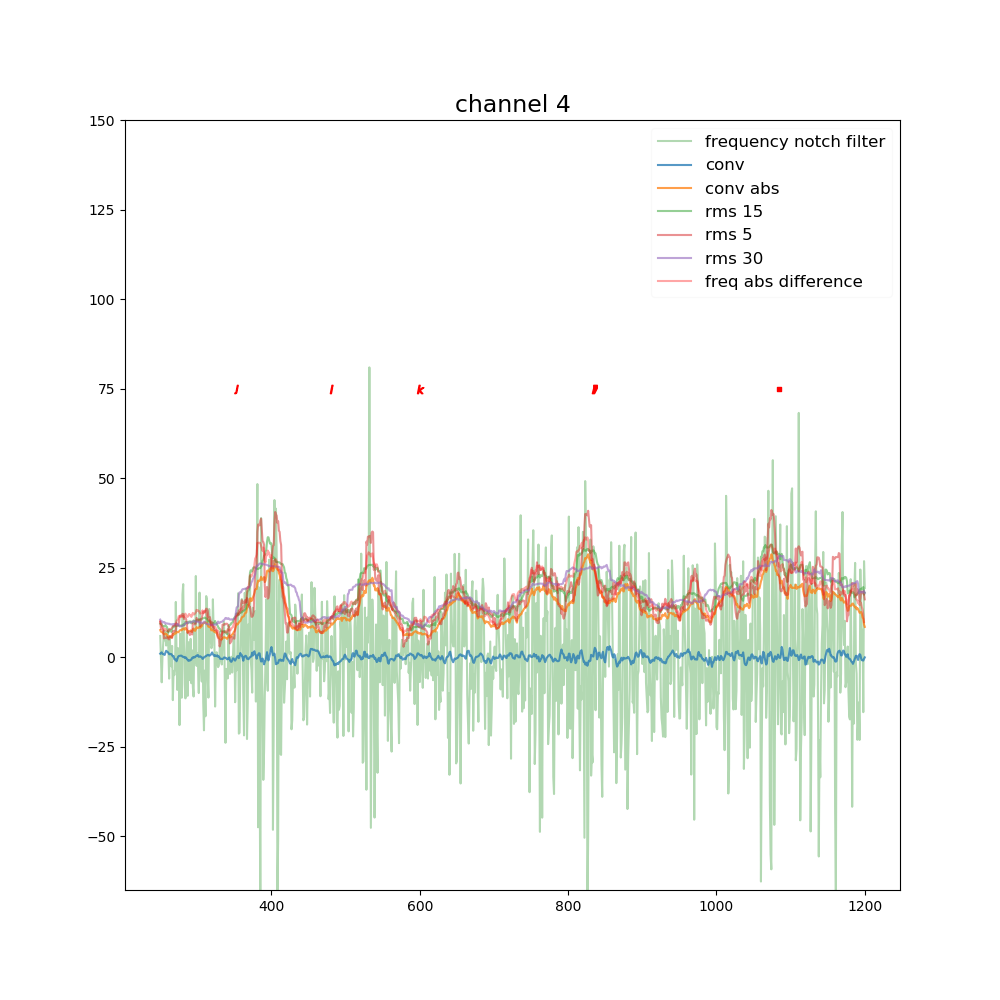 channel 4
150
125
100
75
50
25
0
−25
−50
400 600 800 1000 1200
frequency notch filter
conv
conv abs
rms 15
rms 5
rms 30
freq abs difference
k